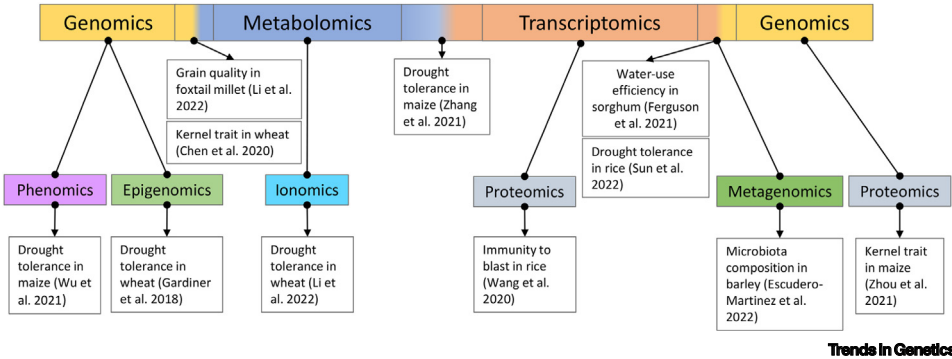 Genomics
Metabolomics
Transcriptomics
Genomics
Grain quality in
foxtail millet (Li et al.
2022)
Kernel trait in wheat
(Chen et al. 2020)
Drought
tolerance in
maize (Zhang
et al. 2021)
Water-use
efficiency in
sorghum (Ferguson
et al. 2021)
Drought tolerance
in rice (Sun et al.
2022)
Phenomics
Epigenomics
Ionomics
Proteomics
Metagenomics
Proteomics
Drought
tolerance in
maize (Wu et
al. 2021)
Drought
tolerance in
wheat (Gardiner
et al. 2018)
Drought
tolerance in
wheat (Li et
al. 2022)
Immunity to
blast in rice
(Wang et al.
2020)
Microbiota
composition in
barley (Escudero-
Martinez et al.
2022)
Kernel trait
in maize
(Zhou et al.
2021)
Trends in Genetics